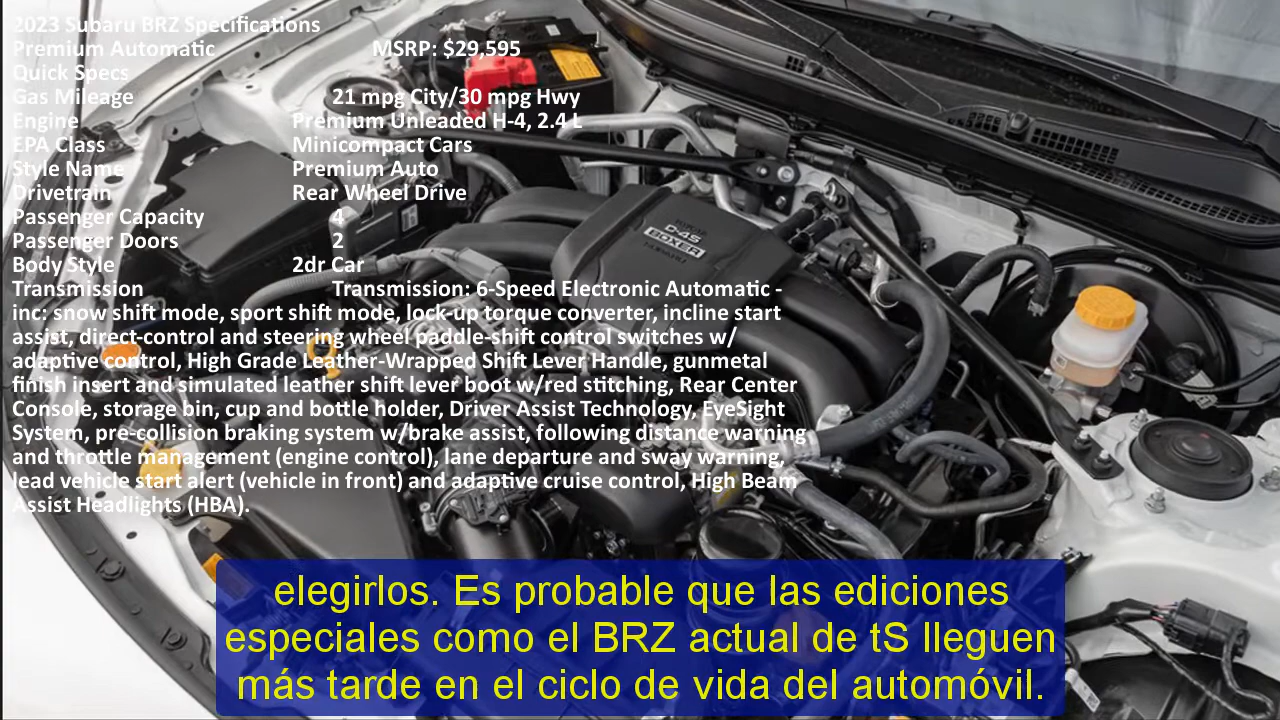 2023 Subaru BRZ Specifications
Premium Automatic MSRP: $29,595
Quick Specs
Gas Mileage 21 mpg City/30 mpg Hwy
Engine Premium Unleaded H-4, 2.4 L
EPA Class Minicompact Cars
Style Name Premium Auto
Drivetrain Rear Wheel Drive
Passenger Capacity 4
Passenger Doors 2
Body Style 2dr Car
Transmission Transmission: 6-Speed Electronic Automatic -
inc: snow shift mode, sport shift mode, lock-up torque converter, incline start
assist, direct-control and steering wheel paddle-shift control switches w/
adaptive control, High Grade Leather-Wrapped Shift Lever Handle, gunmetal
finish insert and simulated leather shift lever boot w/red stitching, Rear Center
Console, storage bin, cup and bottle holder, Driver Assist Technology, EyeSight
System, pre-collision braking system w/brake assist, following distance warning
and throttle management (engine control), lane departure and sway warning,
lead vehicle start alert (vehicle in front) and adaptive cruise control, High Beam
Assist Headlights (HBA).
D-4S
BOXER
SUBARU
elegirlos. Es probable que las ediciones
especiales como el BRZ actual de tS lleguen
más tarde en el ciclo de vida del automóvil.